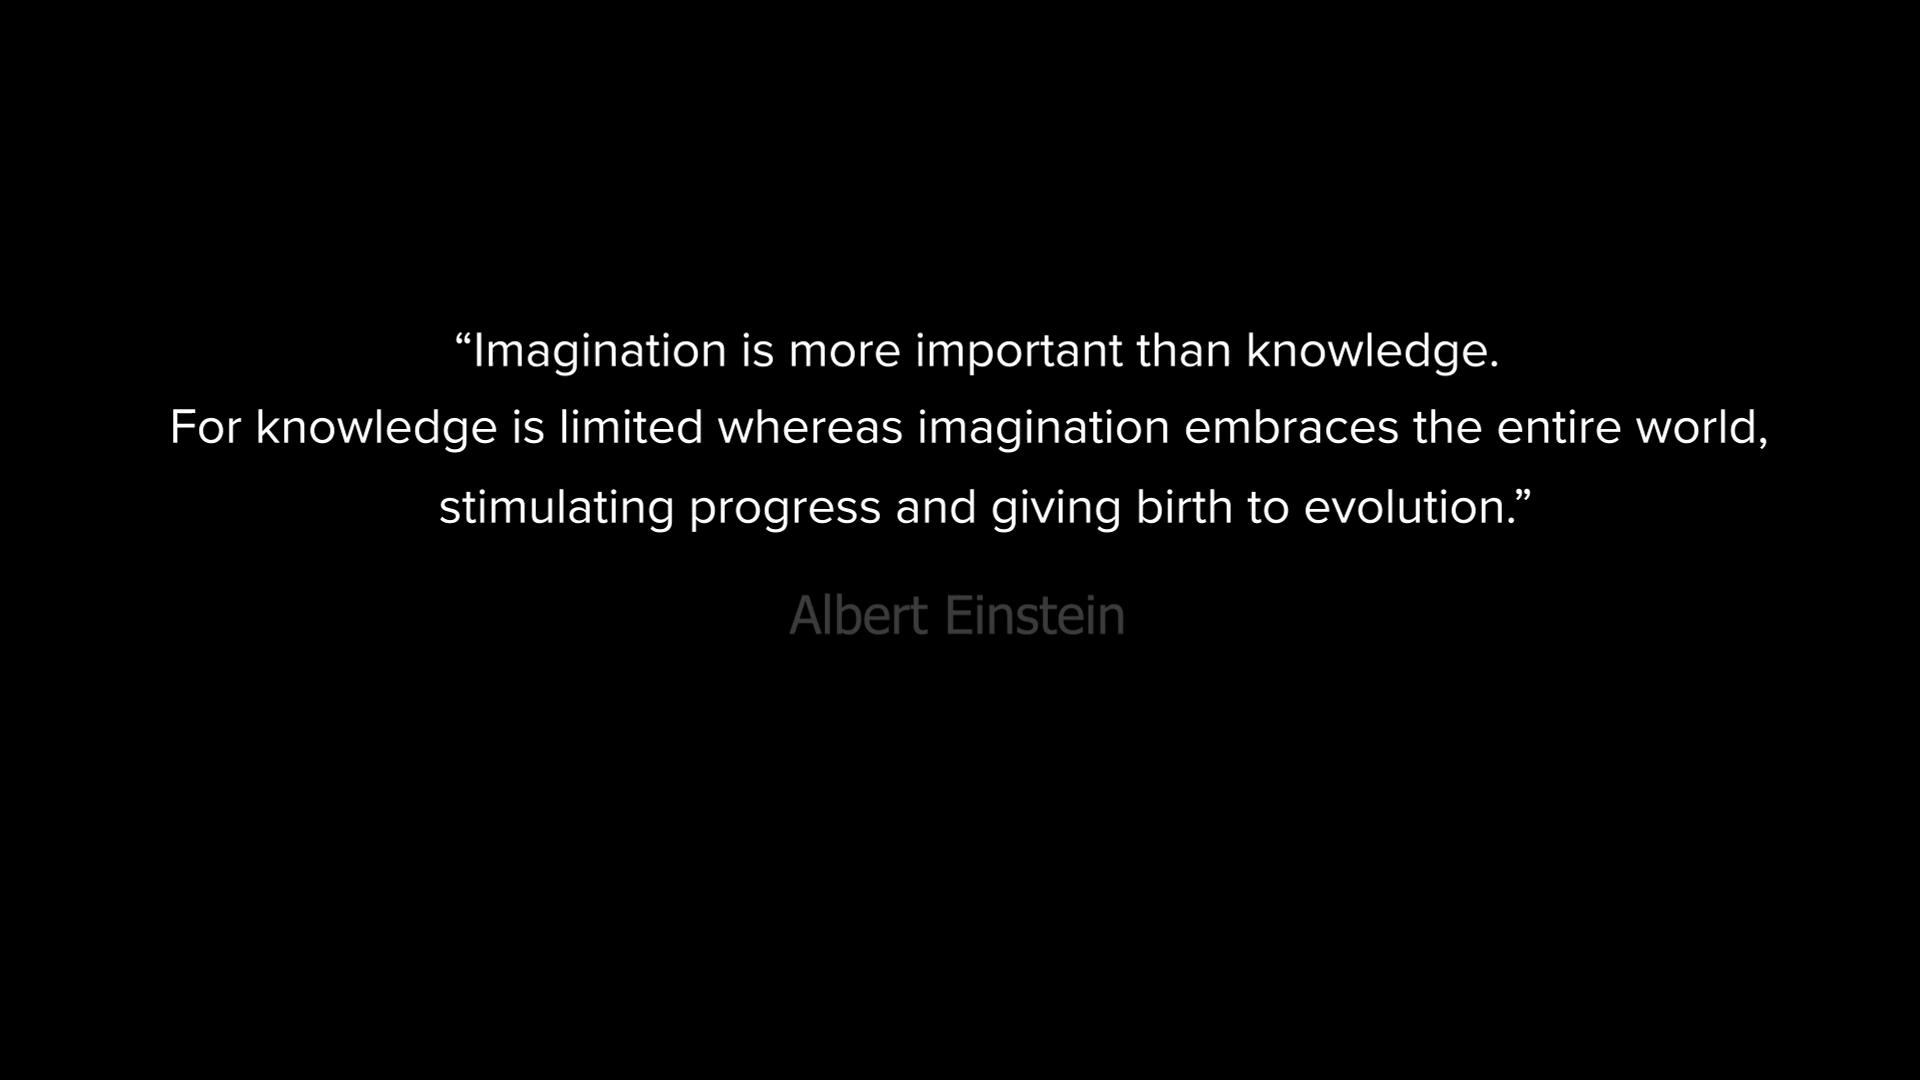 “Imagination is more important than knowledge.
For knowledge is limited whereas imagination embraces the entire world,
stimulating progress and giving birth to evolution.”
Albert Einstein